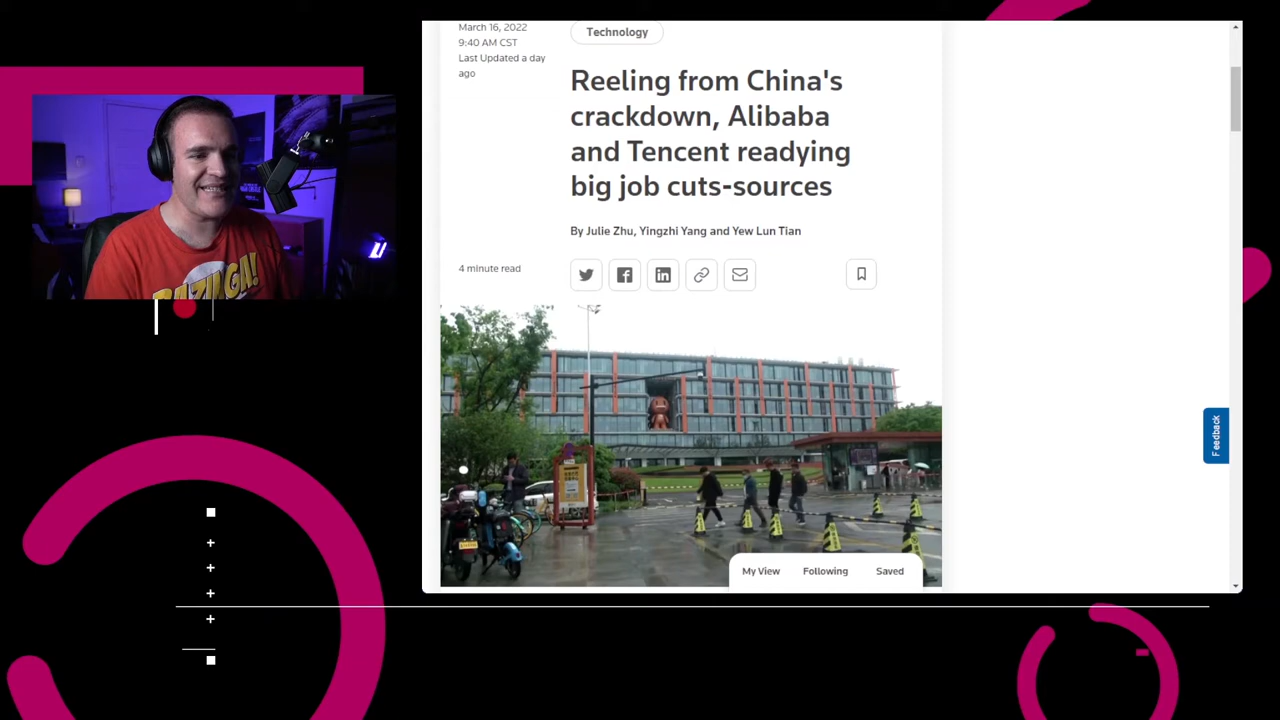 March 16, 2022
9:40 AM CST
Last Updated a day
ago
Technology
Reeling from China's
crackdown, Alibaba
and Tencent readying
big job cuts-sources
By Julie Zhu, Yingzhi Yang and Yew Lun Tian
4 minute read
BAZINGA!
Feedback
My View
Following
Saved